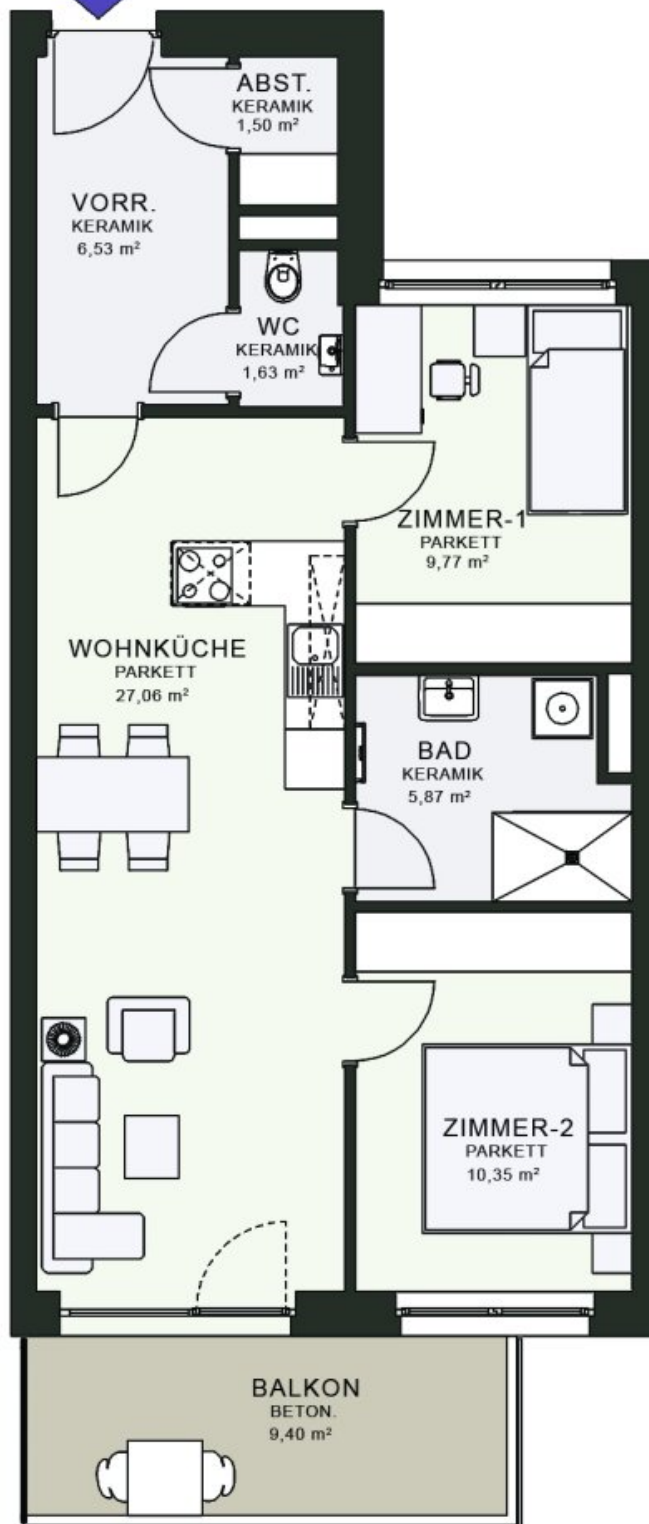 ABST.
KERAMIK
1,50 m²
VORR.
KERAMIK
6,53 m²
WC
KERAMIK
1,63 m²
ZIMMER-1
PARKETT
9,77 m²
WOHNKÜCHE
PARKETT
27,06 m²
BAD
KERAMIK
5,87 m²
ZIMMER-2
PARKETT
10,35 m²
BALKON
BETON.
9,40 m²